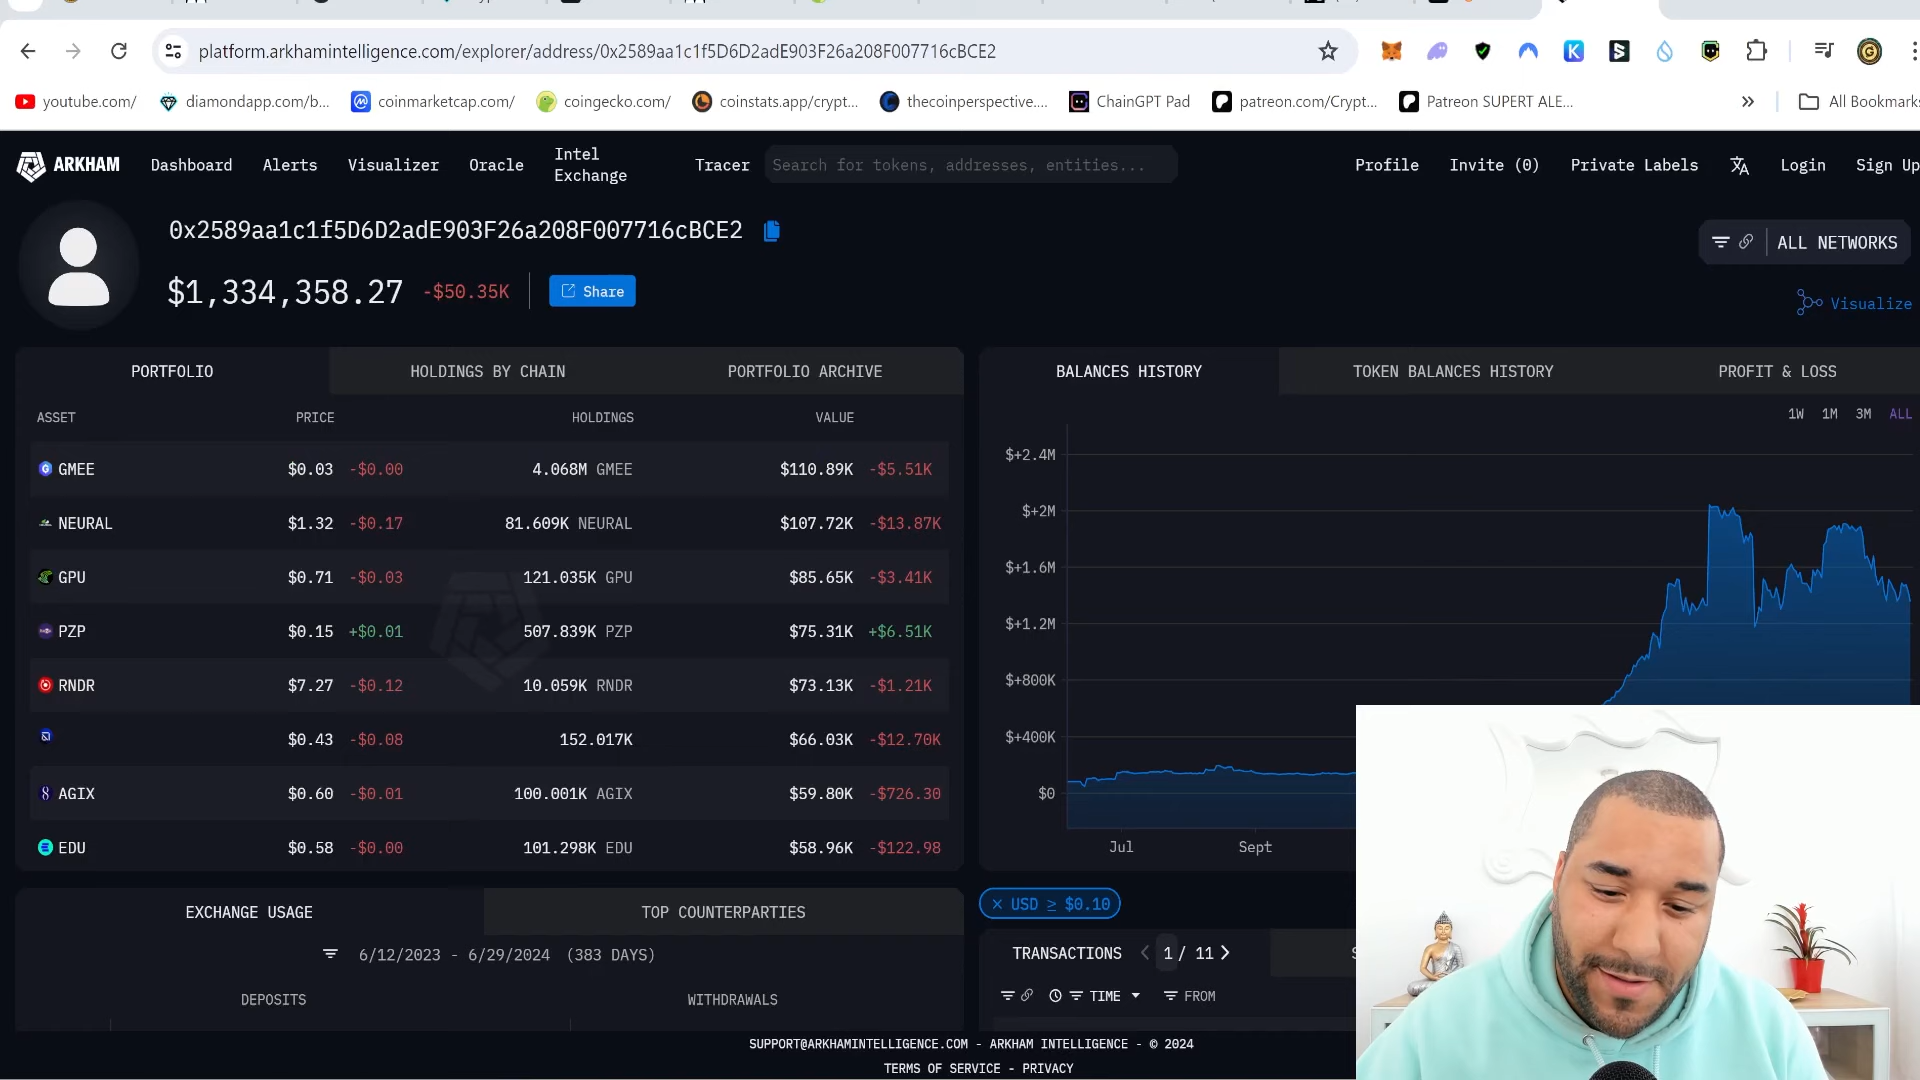 platform.arkhamintelligence.com/explorer/address/0x2589aa1c1f5D6D2adE903F26a208F007716cBCE2
youtube.com/ diamondapp.com/b... coinmarketcap.com/ coingecko.com/ coinstats.app/crypt... thecoinperspective.... ChainGPT Pad patreon.com/Crypt... Patreon SUPERT ALE... » All Bookmarks
ARKHAM Dashboard Alerts Visualizer Oracle Intel Exchange Tracer Search for tokens, addresses, entities... Profile Invite (0) Private Labels Login Sign Up
0x2589aa1c1f5D6D2adE903F26a208F007716cBCE2
ALL NETWORKS
$1,334,358.27 -$50.35K Share
Visualize
PORTFOLIO HOLDINGS BY CHAIN PORTFOLIO ARCHIVE
ASSET PRICE HOLDINGS VALUE
GMEE $0.03 -$0.00 4.068M GMEE $110.89K -$5.51K
NEURAL $1.32 -$0.17 81.609K NEURAL $107.72K -$13.87K
GPU $0.71 -$0.03 121.035K GPU $85.65K -$3.41K
PZP $0.15 +$0.01 507.839K PZP $75.31K +$6.51K
RNDR $7.27 -$0.12 10.059K RNDR $73.13K -$1.21K
$0.43 -$0.08 152.017K $66.03K -$12.70K
AGIX $0.60 -$0.01 100.001K AGIX $59.80K -$726.30
EDU $0.58 -$0.00 101.298K EDU $58.96K -$122.98
BALANCES HISTORY TOKEN BALANCES HISTORY PROFIT & LOSS
1W 1M 3M ALL
$+2.4M
$+2M
$+1.6M
$+1.2M
$+800K
$+400K
$0
Jul Sept
EXCHANGE USAGE TOP COUNTERPARTIES
6/12/2023 - 6/29/2024 (383 DAYS)
DEPOSITS WITHDRAWALS
× USD ≥ $0.10
TRANSACTIONS 1 / 11
TIME FROM
SUPPORT@ARKHAMINTELLIGENCE.COM - ARKHAM INTELLIGENCE - © 2024
TERMS OF SERVICE - PRIVACY